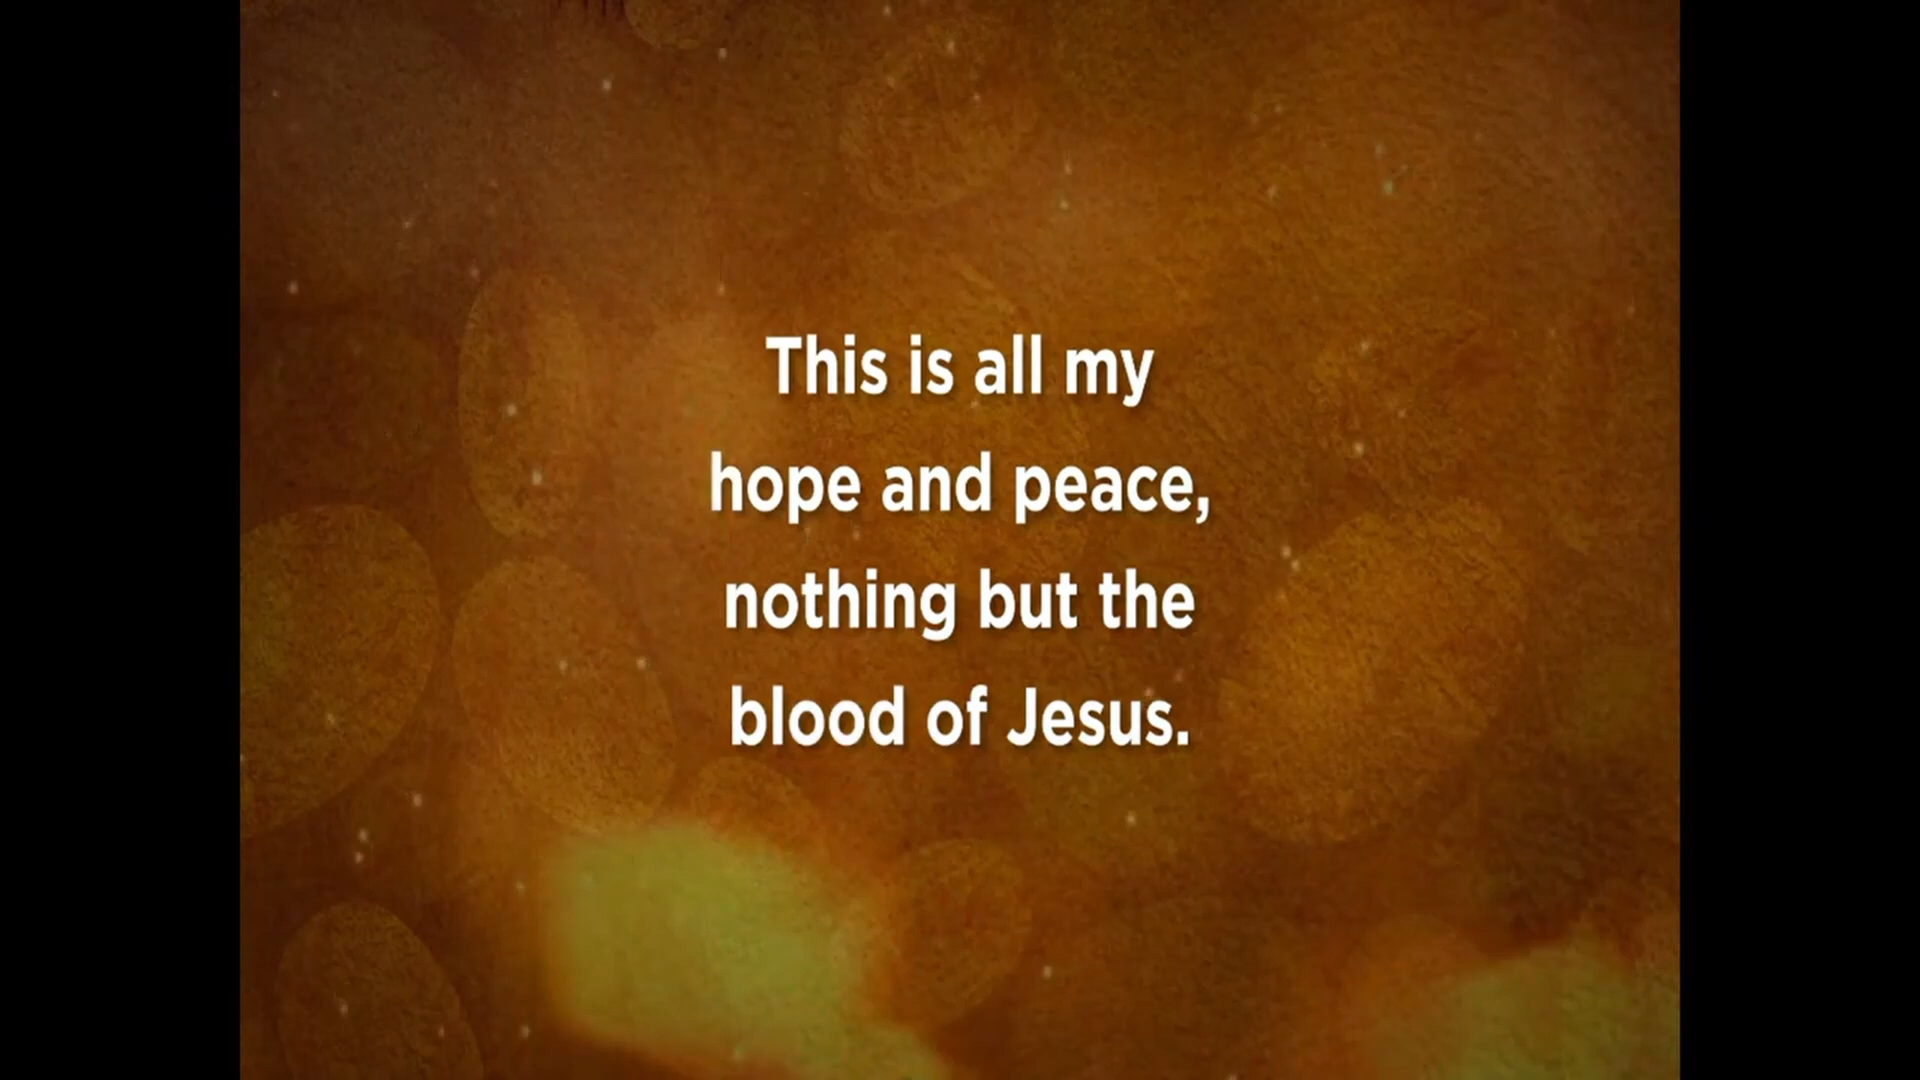 This is all my
hope and peace,
nothing but the
blood of Jesus.